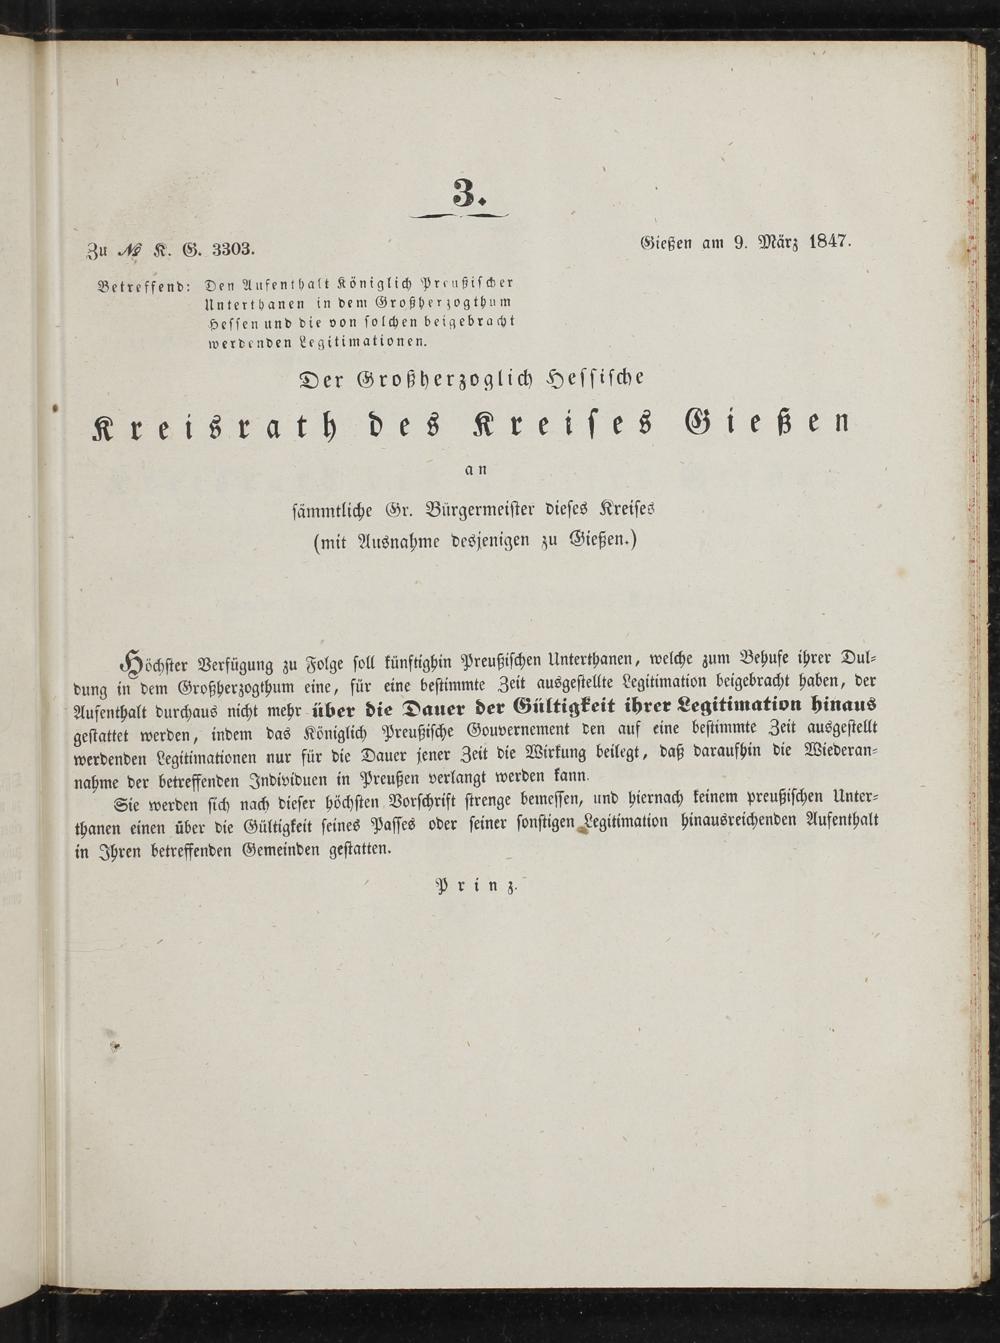 3.
Zu № K. G. 3303.
Gießen am 9. März 1847.
Betreffend: Den Aufenthalt Königlich Preußischer
Unterthanen in dem Großherzogthum
Hessen und die von solchen beigebracht
werdenden Legitimationen.
Der Großherzoglich Hessische
Kreisrath des Kreises Gießen
an
sämmtliche Gr. Bürgermeister dieses Kreises
(mit Ausnahme desjenigen zu Gießen.)
Höchster Verfügung zu Folge soll künftighin Preußischen Unterthanen, welche zum Behufe ihrer Dul-
dung in dem Großherzogthum eine, für eine bestimmte Zeit ausgestellte Legitimation beigebracht haben, der
Aufenthalt durchaus nicht mehr über die Dauer der Gültigkeit ihrer Legitimation hinaus
gestattet werden, indem das Königlich Preußische Gouvernement den auf eine bestimmte Zeit ausgestellt
werdenden Legitimationen nur für die Dauer jener Zeit die Wirkung beilegt, daß daraufhin die Wiederan-
nahme der betreffenden Individuen in Preußen verlangt werden kann.
Sie werden sich nach dieser höchsten Vorschrift strenge bemessen, und hiernach keinem preußischen Unter-
thanen einen über die Gültigkeit seines Passes oder seiner sonstigen Legitimation hinausreichenden Aufenthalt
in Ihren betreffenden Gemeinden gestatten.
Prinz.